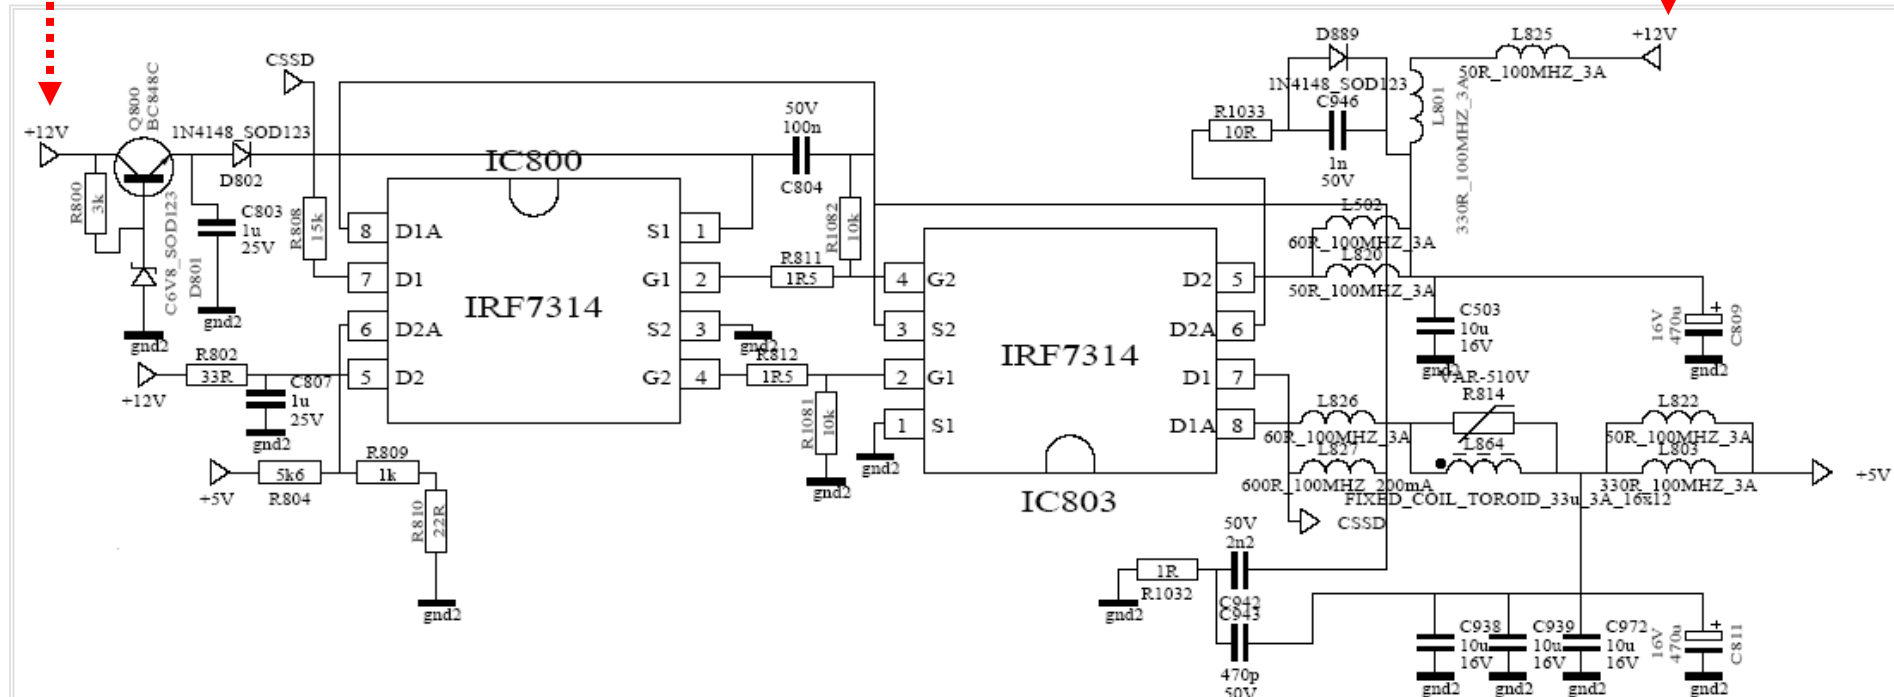 +12V
Q800
BC848C
1N4148_SOD123
D802
R800
3k
C6V8_SOD123
D801
gnd2
C803
1u
25V
gnd2
CSSD
R808
15k
IC800
IRF7314
8 D1A
7 D1
6 D2A
5 D2
S1 1
G1 2
S2 3
G2 4
50V
100n
C804
R1082
10k
R811
1R5
gnd2
R812
1R5
R1081
10k
gnd2
+12V
R802
33R
C807
1u
25V
gnd2
+5V
5k6
R804
R809
1k
R810
22R
gnd2
4 G2
3 S2
2 G1
1 S1
gnd2
IRF7314
D2 5
D2A 6
D1 7
D1A 8
IC803
D889
1N4148_SOD123
R1033
10R
C946
1n
50V
L801
330R_100MHZ_3A
L825
50R_100MHZ_3A
+12V
L502
60R_100MHZ_3A
L820
50R_100MHZ_3A
C503
10u
16V
gnd2
16V
470u
+
C809
gnd2
VAR-510V
R814
L826
60R_100MHZ_3A
L827
600R_100MHZ_200mA
L864
FIXED_COIL_TOROID_33u_3A_16x12
L822
50R_100MHZ_3A
L803
330R_100MHZ_3A
+5V
CSSD
50V
2n2
C942
1R
R1032
gnd2
C943
470p
50V
C938
10u
16V
gnd2
C939
10u
16V
gnd2
C972
10u
16V
gnd2
16V
470u
+
C811
gnd2